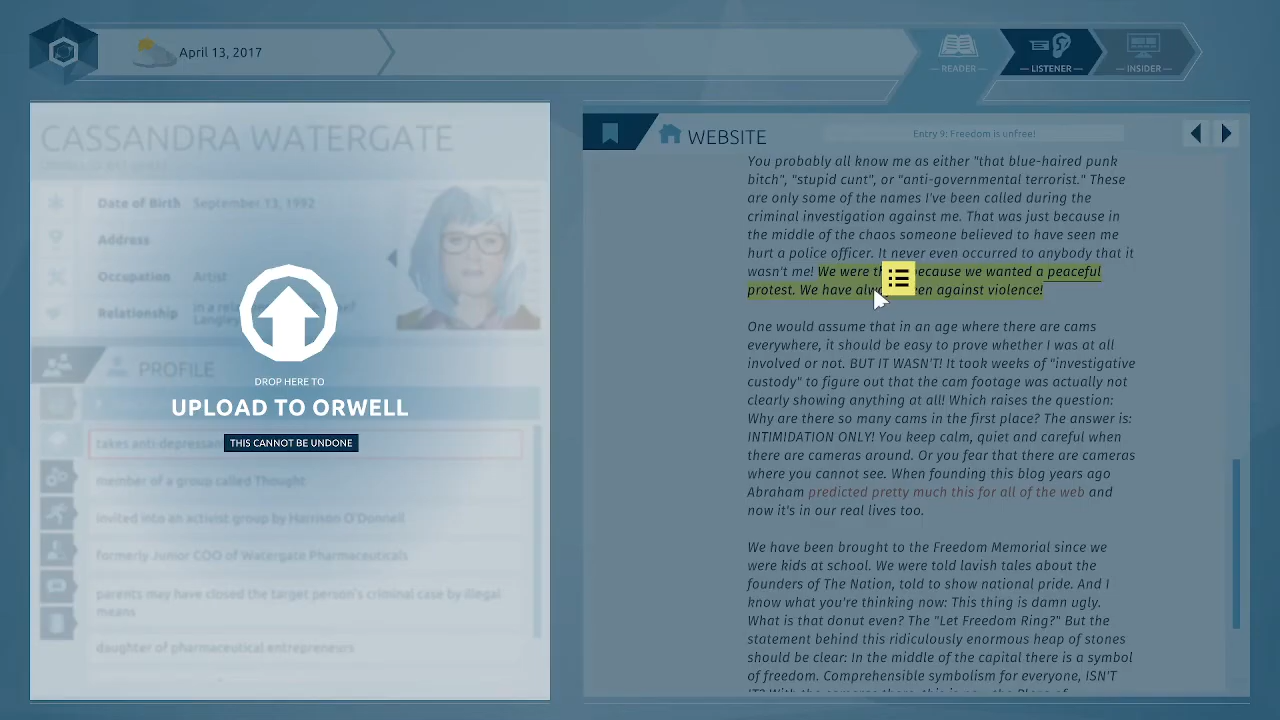 April 13, 2017
— READER —
— LISTENER —
— INSIDER —
CASSANDRA WATERGATE
Date of Birth September 13, 1992
Address
Occupation Artist
Relationship in a rela
Langley
PROFILE
DROP HERE TO
UPLOAD TO ORWELL
THIS CANNOT BE UNDONE
takes anti-depressan
member of a group called Thought
invited into an activist group by Harrison O'Donnell
formerly Junior COO of Watergate Pharmaceuticals
parents may have closed the target person's criminal case by illegal
means
daughter of pharmaceutical entrepreneurs
WEBSITE
Entry 9: Freedom is unfree!
You probably all know me as either "that blue-haired punk
bitch", "stupid cunt", or "anti-governmental terrorist." These
are only some of the names I've been called during the
criminal investigation against me. That was just because in
the middle of the chaos someone believed to have seen me
hurt a police officer. It never even occurred to anybody that it
wasn't me! We were th ecause we wanted a peaceful
protest. We have alw en against violence!
One would assume that in an age where there are cams
everywhere, it should be easy to prove whether I was at all
involved or not. BUT IT WASN'T! It took weeks of "investigative
custody" to figure out that the cam footage was actually not
clearly showing anything at all! Which raises the question:
Why are there so many cams in the first place? The answer is:
INTIMIDATION ONLY! You keep calm, quiet and careful when
there are cameras around. Or you fear that there are cameras
where you cannot see. When founding this blog years ago
Abraham predicted pretty much this for all of the web and
now it's in our real lives too.
We have been brought to the Freedom Memorial since we
were kids at school. We were told lavish tales about the
founders of The Nation, told to show national pride. And I
know what you're thinking now: This thing is damn ugly.
What is that donut even? The "Let Freedom Ring?" But the
statement behind this ridiculously enormous heap of stones
should be clear: In the middle of the capital there is a symbol
of freedom. Comprehensible symbolism for everyone, ISN'T